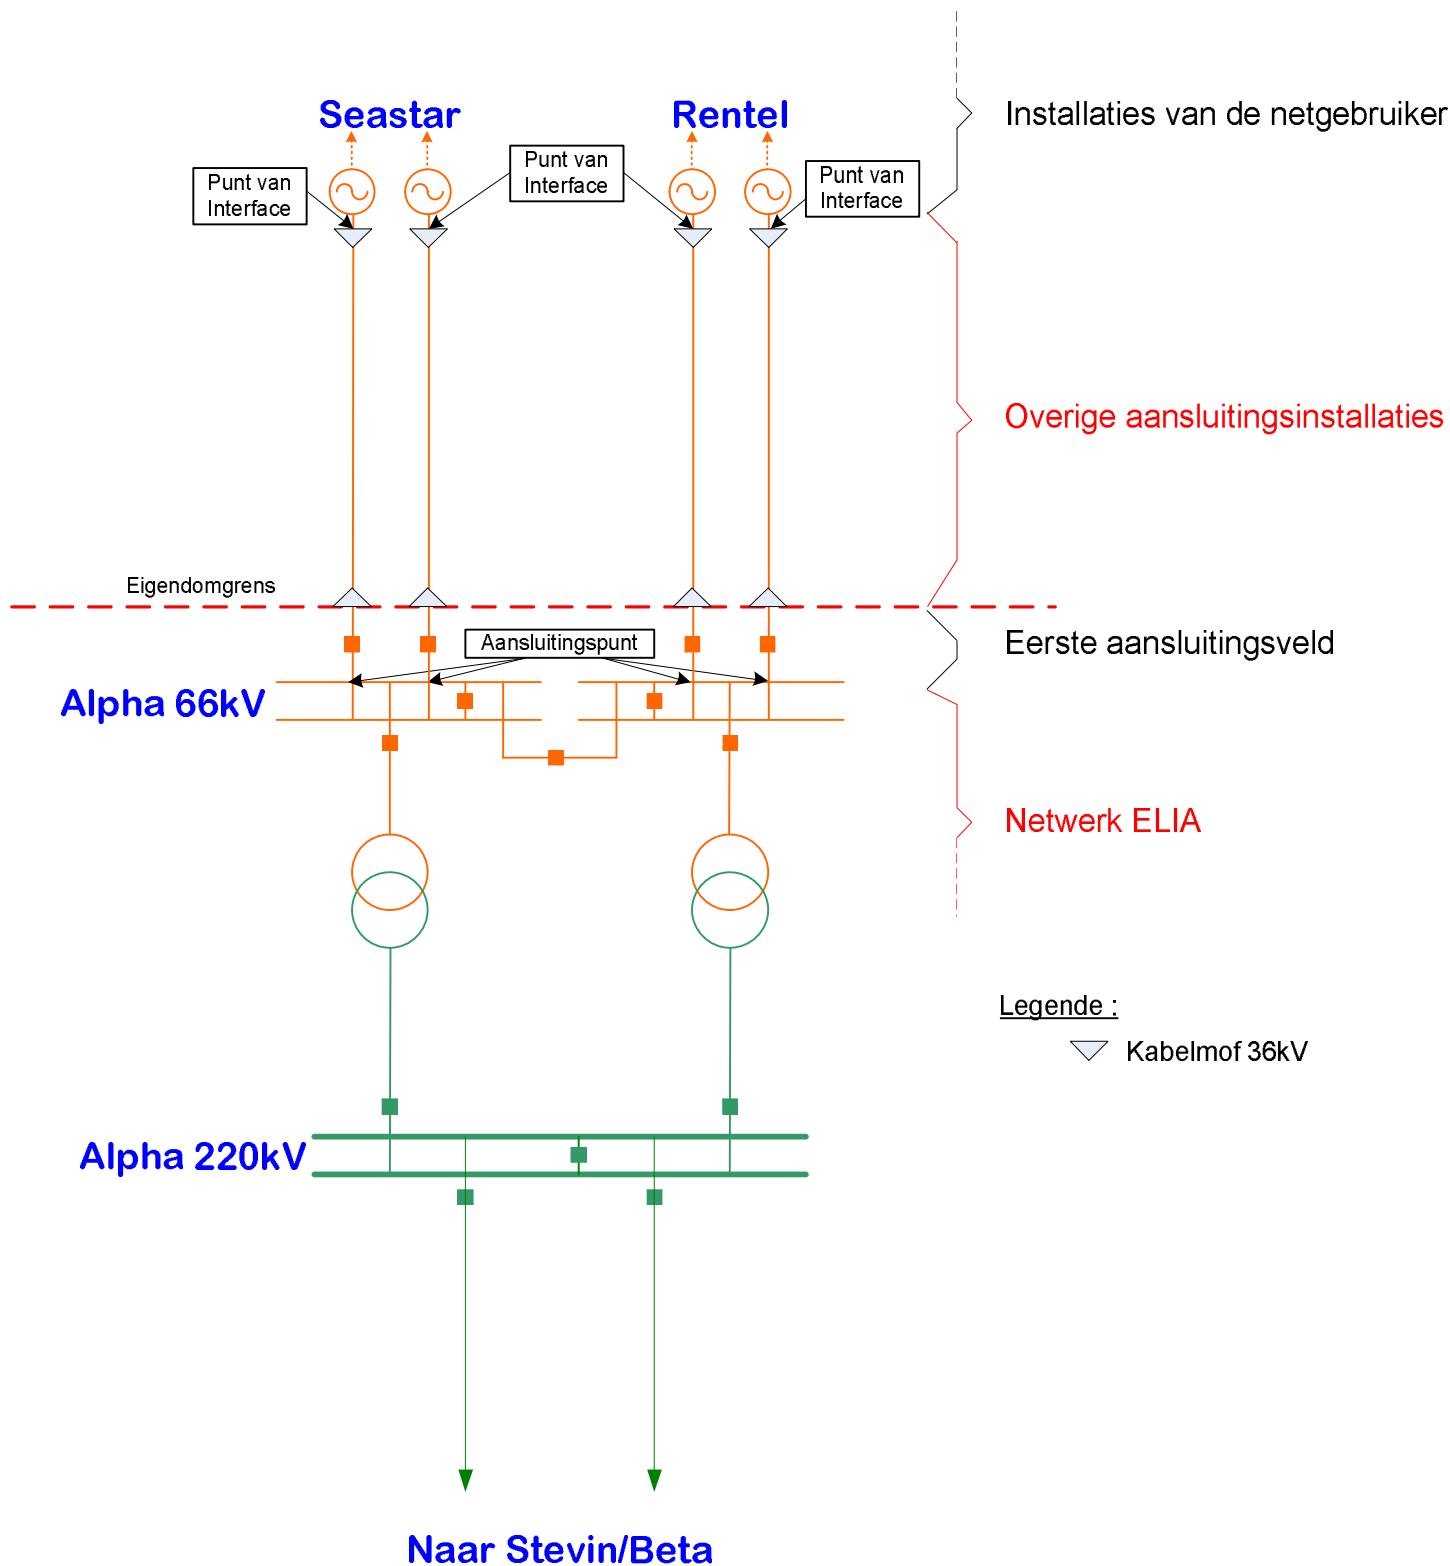 Seastar
Rentel
Installaties van de netgebruiker
Punt van
Interface
Punt van
Interface
Punt van
Interface
Overige aansluitingsinstallaties
Eigendomgrens
Aansluitingspunt
Eerste aansluitingsveld
Alpha 66kV
Netwerk ELIA
Legende :
Kabelmof 36kV
Alpha 220kV
Naar Stevin/Beta